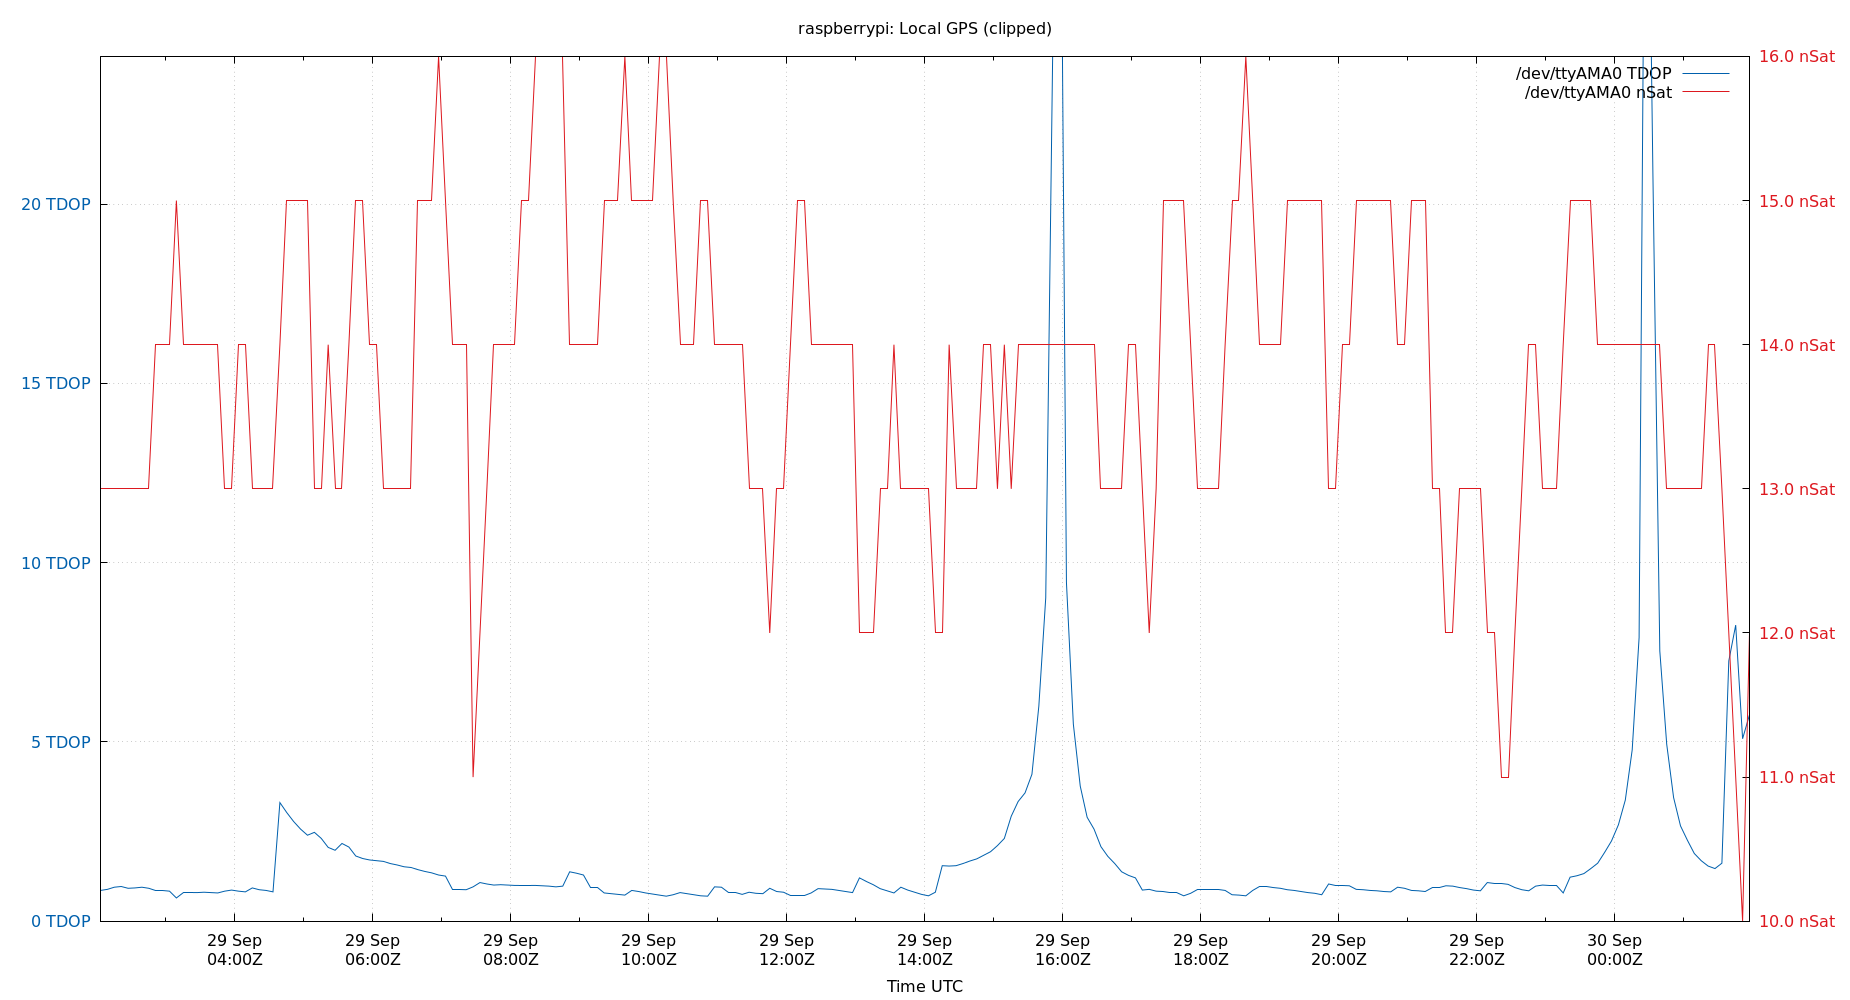 raspberrypi: Local GPS (clipped)
/dev/ttyAMA0 TDOP
/dev/ttyAMA0 nSat
20 TDOP
15 TDOP
10 TDOP
5 TDOP
0 TDOP
16.0 nSat
15.0 nSat
14.0 nSat
13.0 nSat
12.0 nSat
11.0 nSat
10.0 nSat
29 Sep 29 Sep 29 Sep 29 Sep 29 Sep 29 Sep 29 Sep 29 Sep 29 Sep 29 Sep 30 Sep
04:00Z 06:00Z 08:00Z 10:00Z 12:00Z 14:00Z 16:00Z 18:00Z 20:00Z 22:00Z 00:00Z
Time UTC